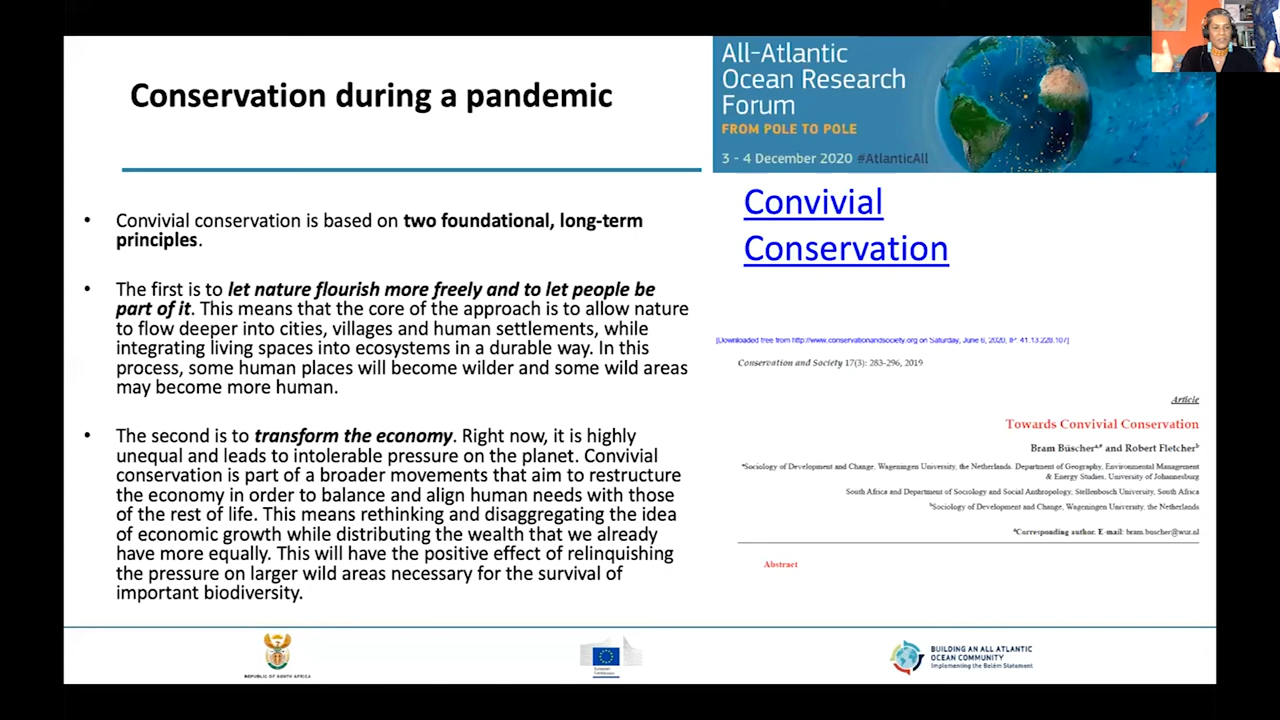 Conservation during a pandemic
All-Atlantic
Ocean Research
Forum
FROM POLE TO POLE
3 - 4 December 2020 #AtlanticAll
• Convivial conservation is based on two foundational, long-term
principles.
• The first is to let nature flourish more freely and to let people be
part of it. This means that the core of the approach is to allow nature
to flow deeper into cities, villages and human settlements, while
integrating living spaces into ecosystems in a durable way. In this
process, some human places will become wilder and some wild areas
may become more human.
• The second is to transform the economy. Right now, it is highly
unequal and leads to intolerable pressure on the planet. Convivial
conservation is part of a broader movements that aim to restructure
the economy in order to balance and align human needs with those
of the rest of life. This means rethinking and disaggregating the idea
of economic growth while distributing the wealth that we already
have more equally. This will have the positive effect of relinquishing
the pressure on larger wild areas necessary for the survival of
important biodiversity.
Convivial
Conservation
[Downloaded free from http://www.conservationandsociety.org on Saturday, June 6, 2020, IP: 41.13.228.107]
Conservation and Society 17(3): 283-296, 2019
Article
Towards Convivial Conservation
Bram Büscherᵃ,# and Robert Fletcherᵇ
ᵃSociology of Development and Change, Wageningen University, the Netherlands. Department of Geography, Environmental Management
& Energy Studies, University of Johannesburg
South Africa and Department of Sociology and Social Anthropology, Stellenbosch University, South Africa
ᵇSociology of Development and Change, Wageningen University, the Netherlands
#Corresponding author. E-mail: bram.buscher@wur.nl
Abstract
REPUBLIC OF SOUTH AFRICA
European
Commission
BUILDING AN ALL ATLANTIC
OCEAN COMMUNITY
Implementing the Belém Statement